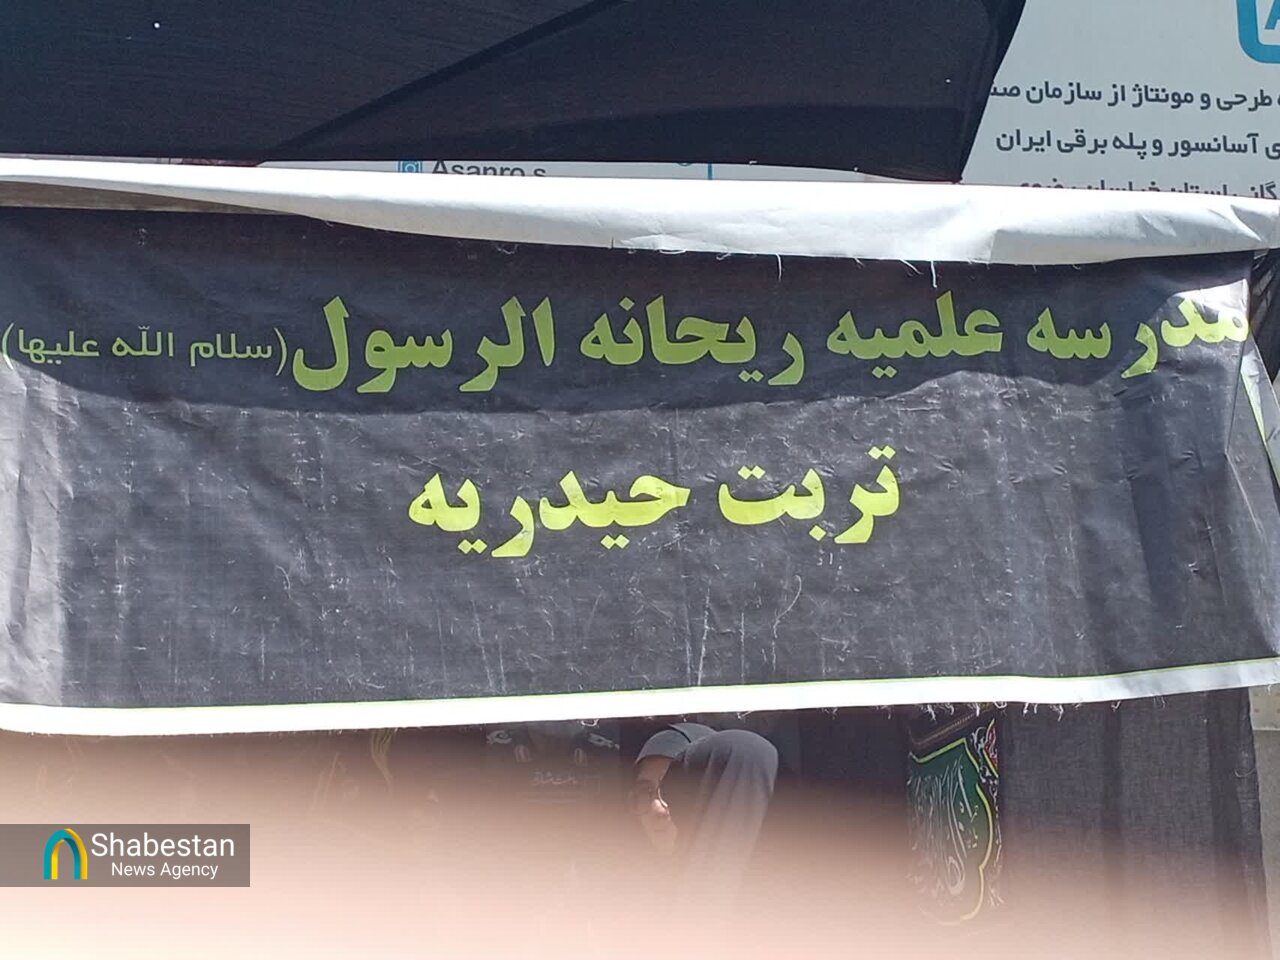 طرحی و مونتاژ از سازمان
آسانسور و پله برقی ایران
Asanro.s
مدرسه علمیه ریحانه الرسول (سلام الله علیها)
تربت حیدریه
Shabestan
News Agency